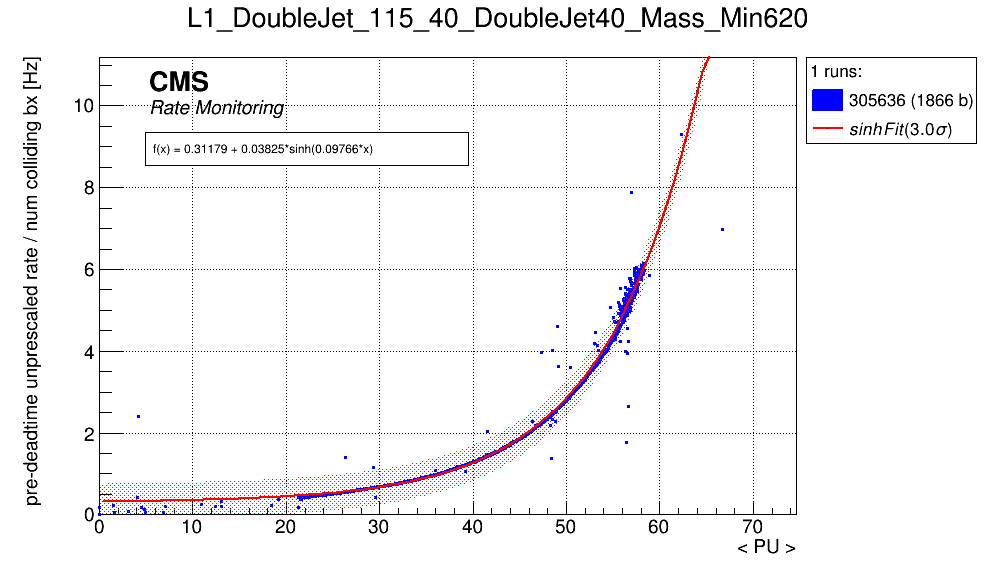 L1_DoubleJet_115_40_DoubleJet40_Mass_Min620
pre-deadtime unprescaled rate / num colliding bx [Hz]
CMS
Rate Monitoring
f(x) = 0.31179 + 0.03825*sinh(0.09766*x)
1 runs:
305636 (1866 b)
sinhFit(3.0σ)
10
8
6
4
2
0
0 10 20 30 40 50 60 70
< PU >